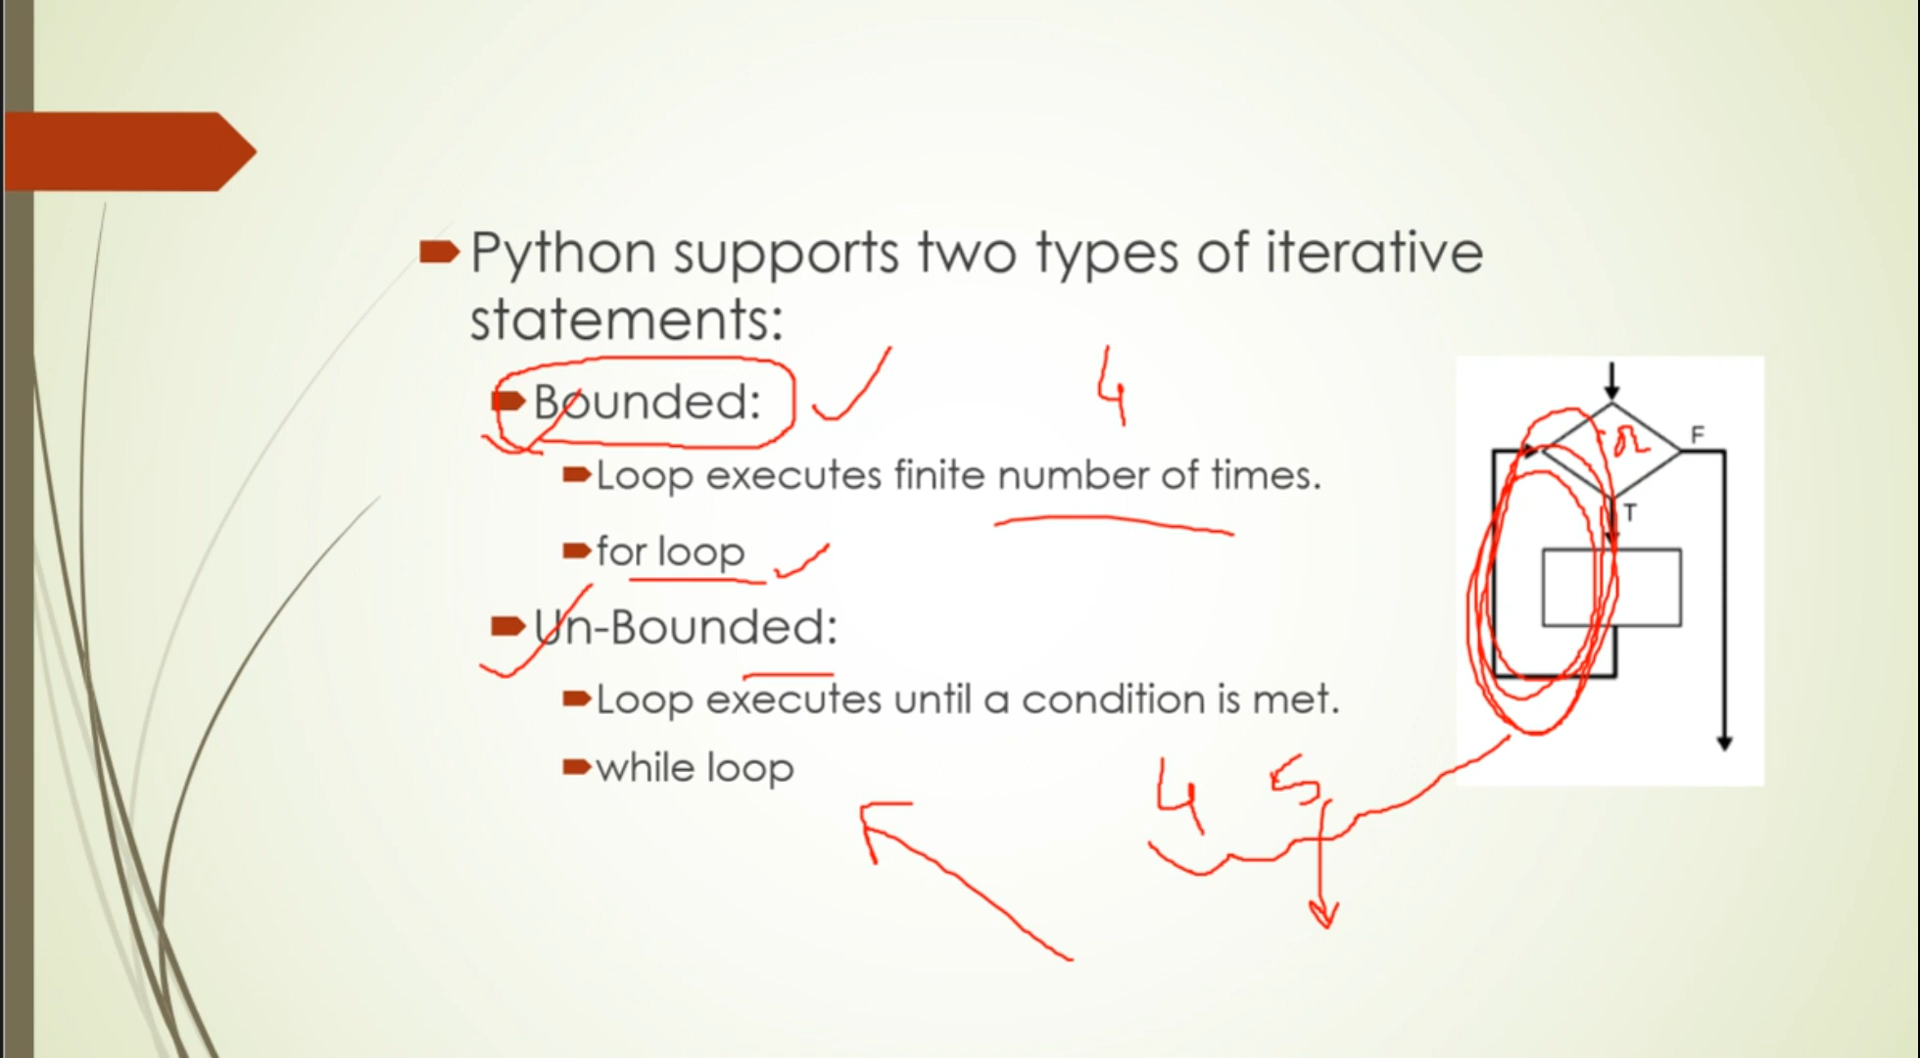 Python supports two types of iterative
statements:
Bounded:
4
Loop executes finite number of times.
for loop
Un-Bounded:
Loop executes until a condition is met.
while loop
F
T
4 5